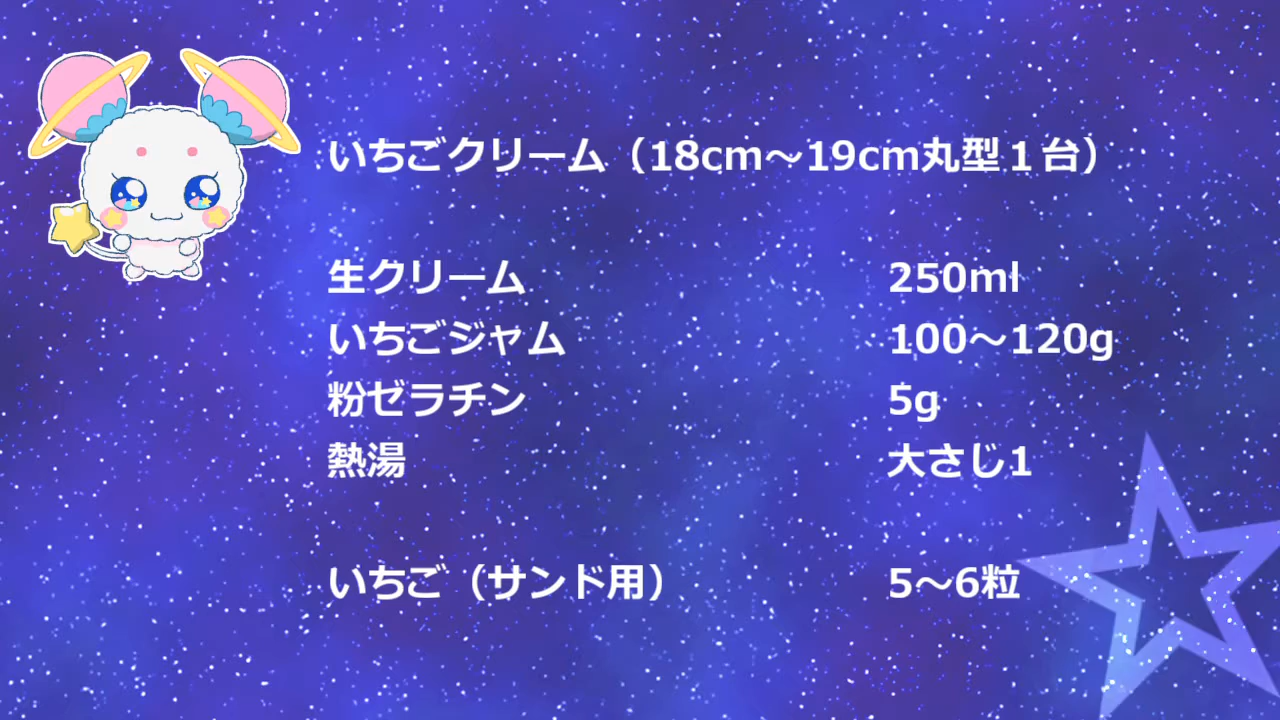 いちごクリーム（18cm～19cm丸型１台）
生クリーム 250ml
いちごジャム 100～120g
粉ゼラチン 5g
熱湯 大さじ1
いちご（サンド用） 5～6粒